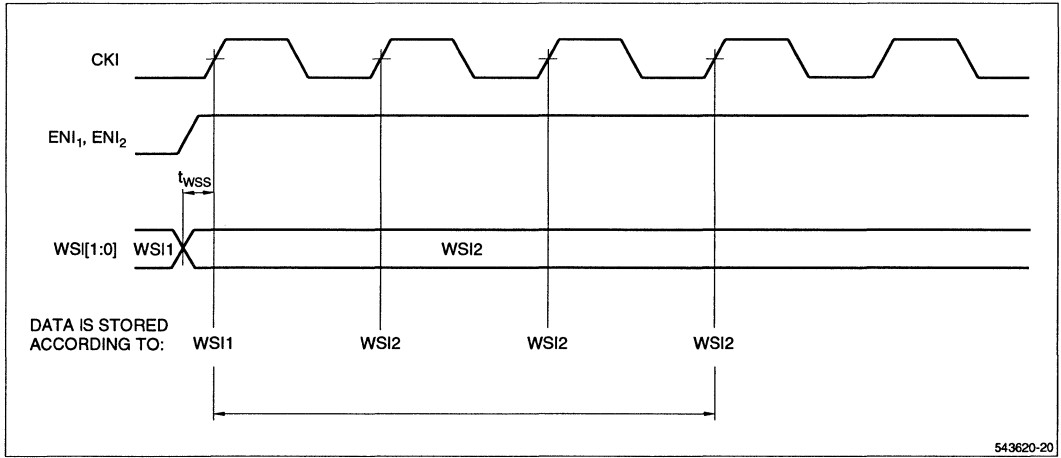 CKI
ENI1, ENI2
tWSS
WSI[1:0] WSI1 WSI2
DATA IS STORED
ACCORDING TO: WSI1 WSI2 WSI2 WSI2
543620-20